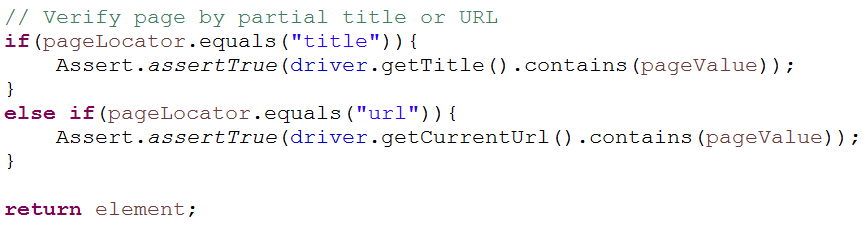 // Verify page by partial title or URL
if(pageLocator.equals("title")){
    Assert.assertTrue(driver.getTitle().contains(pageValue));
}
else if(pageLocator.equals("url")){
    Assert.assertTrue(driver.getCurrentUrl().contains(pageValue));
}

return element;